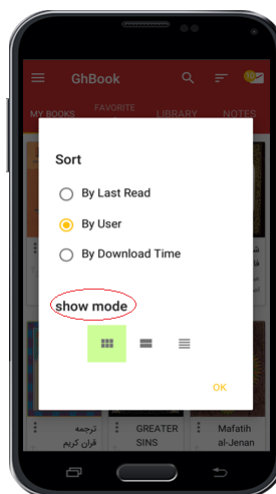 GhBook
MY BOOKS
FAVORITE
LIBRARY
NOTES
Sort
By Last Read
By User
By Download Time
show mode
OK
ترجمه
قرآن کریم
GREATER
SINS
Mafatih
al-Jenan